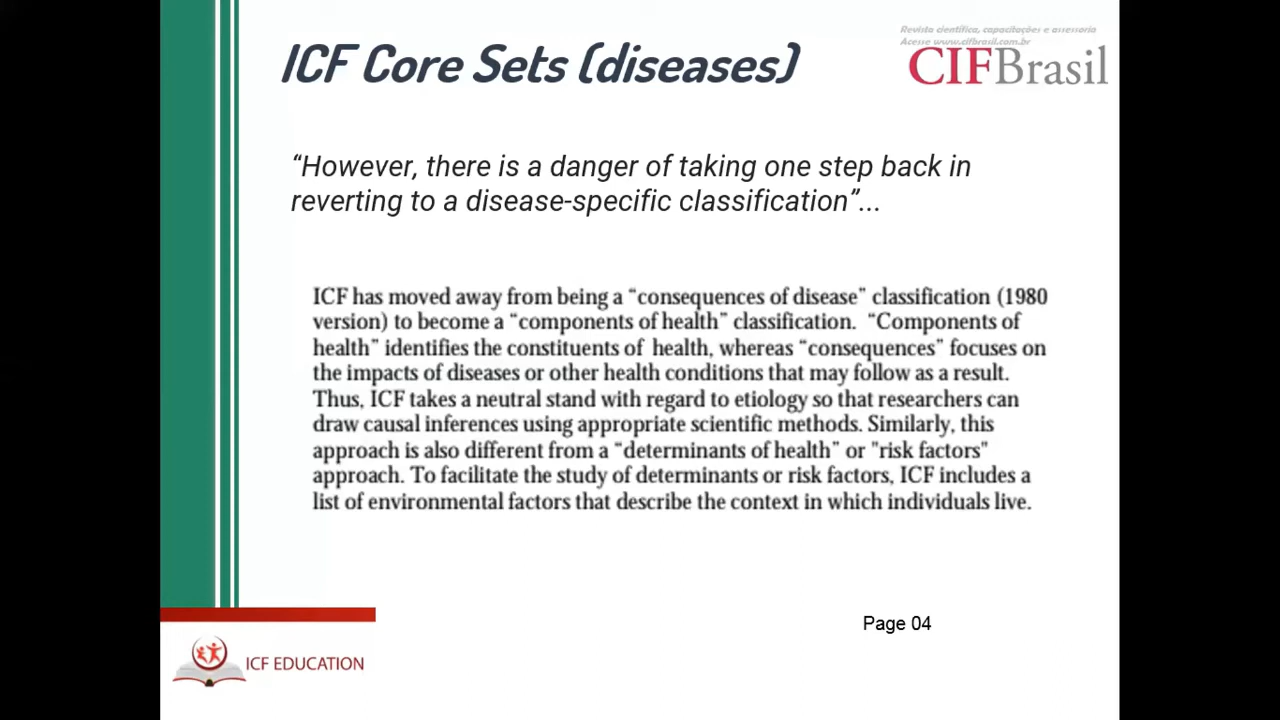 ICF Core Sets (diseases)
Revista científica, capacitações e assessoria
Acesse www.cifbrasil.com.br
CIFBrasil
“However, there is a danger of taking one step back in
reverting to a disease-specific classification”...
ICF has moved away from being a “consequences of disease” classification (1980
version) to become a “components of health” classification. “Components of
health” identifies the constituents of health, whereas “consequences” focuses on
the impacts of diseases or other health conditions that may follow as a result.
Thus, ICF takes a neutral stand with regard to etiology so that researchers can
draw causal inferences using appropriate scientific methods. Similarly, this
approach is also different from a “determinants of health” or "risk factors"
approach. To facilitate the study of determinants or risk factors, ICF includes a
list of environmental factors that describe the context in which individuals live.
Page 04
ICF EDUCATION